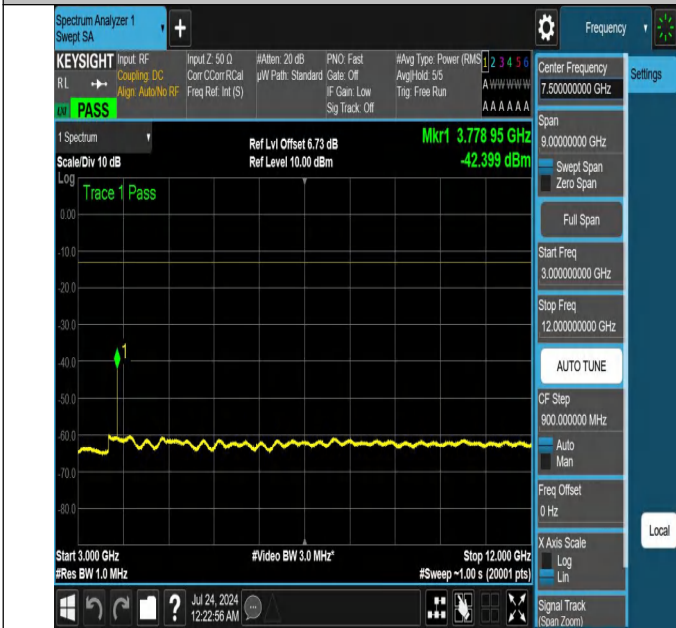 Spectrum Analyzer 1
Swept SA
+
Frequency
KEYSIGHT
RL
Input: RF
Coupling: DC
Align: Auto/No RF
Input Z: 50 Ω
Corr CCorr RCal
Freq Ref: Int (S)
#Atten: 20 dB
µW Path: Standard
PNO: Fast
Gate: Off
IF Gain: Low
Sig Track: Off
#Avg Type: Power (RMS
Avg|Hold: 5/5
Trig: Free Run
1 2 3 4 5 6
A W W W W W
A A A A A A
PASS
1 Spectrum
Scale/Div 10 dB
Ref Lvl Offset 6.73 dB
Ref Level 10.00 dBm
Mkr1 3.778 95 GHz
-42.399 dBm
Log
Trace 1 Pass
0.00
-10.0
-20.0
-30.0
-40.0
-50.0
-60.0
-70.0
-80.0
1
Start 3.000 GHz
#Res BW 1.0 MHz
#Video BW 3.0 MHz*
Stop 12.000 GHz
#Sweep ~1.00 s (20001 pts)
Jul 24, 2024
12:22:56 AM
?
Center Frequency
7.500000000 GHz
Settings
Span
9.00000000 GHz
Swept Span
Zero Span
Full Span
Start Freq
3.000000000 GHz
Stop Freq
12.000000000 GHz
AUTO TUNE
CF Step
900.000000 MHz
Auto
Man
Freq Offset
0 Hz
X Axis Scale
Log
Lin
Local
Signal Track
(Span Zoom)